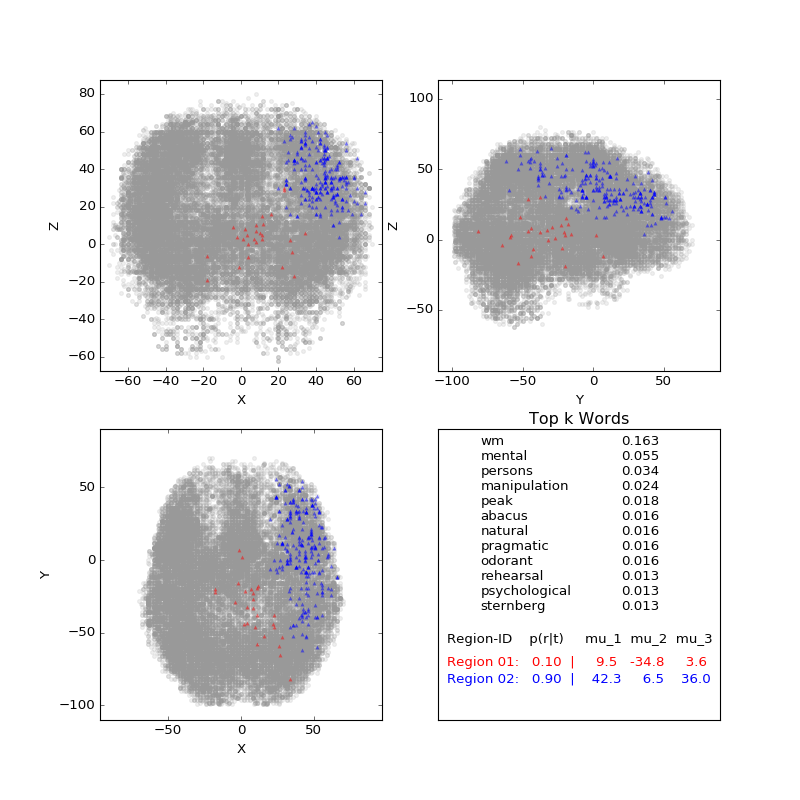 80
60
40
20
0
−20
−40
−60
Z
−60 −40 −20 0 20 40 60
X
100
50
0
−50
Z
−100 −50 0 50
Y
50
0
−50
−100
Y
−50 0 50
X
Top k Words
wm 0.163
mental 0.055
persons 0.034
manipulation 0.024
peak 0.018
abacus 0.016
natural 0.016
pragmatic 0.016
odorant 0.016
rehearsal 0.013
psychological 0.013
sternberg 0.013
Region-ID p(r|t) mu_1 mu_2 mu_3
Region 01: 0.10 | 9.5 -34.8 3.6
Region 02: 0.90 | 42.3 6.5 36.0